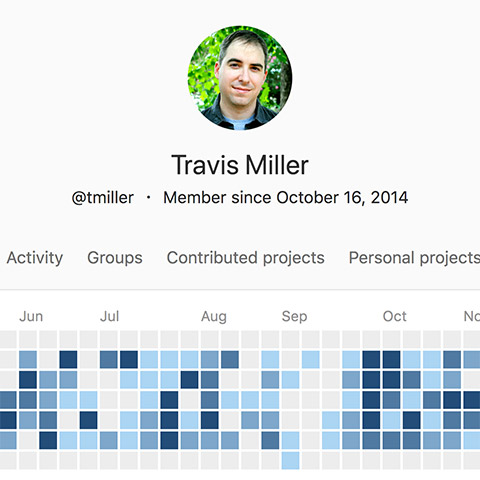 Travis Miller
@tmiller · Member since October 16, 2014
Activity Groups Contributed projects Personal projects
Jun Jul Aug Sep Oct No